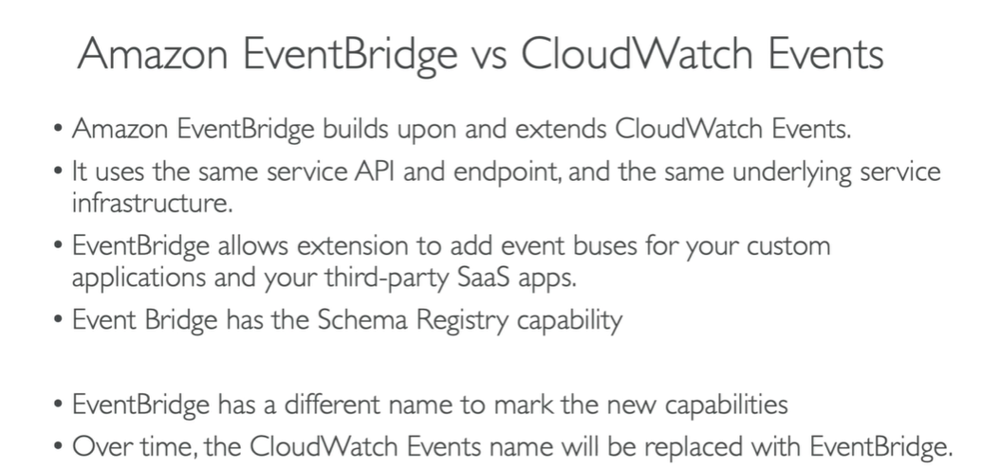 Amazon EventBridge vs CloudWatch Events
• Amazon EventBridge builds upon and extends CloudWatch Events.
• It uses the same service API and endpoint, and the same underlying service
infrastructure.
• EventBridge allows extension to add event buses for your custom
applications and your third-party SaaS apps.
• Event Bridge has the Schema Registry capability
• EventBridge has a different name to mark the new capabilities
• Over time, the CloudWatch Events name will be replaced with EventBridge.